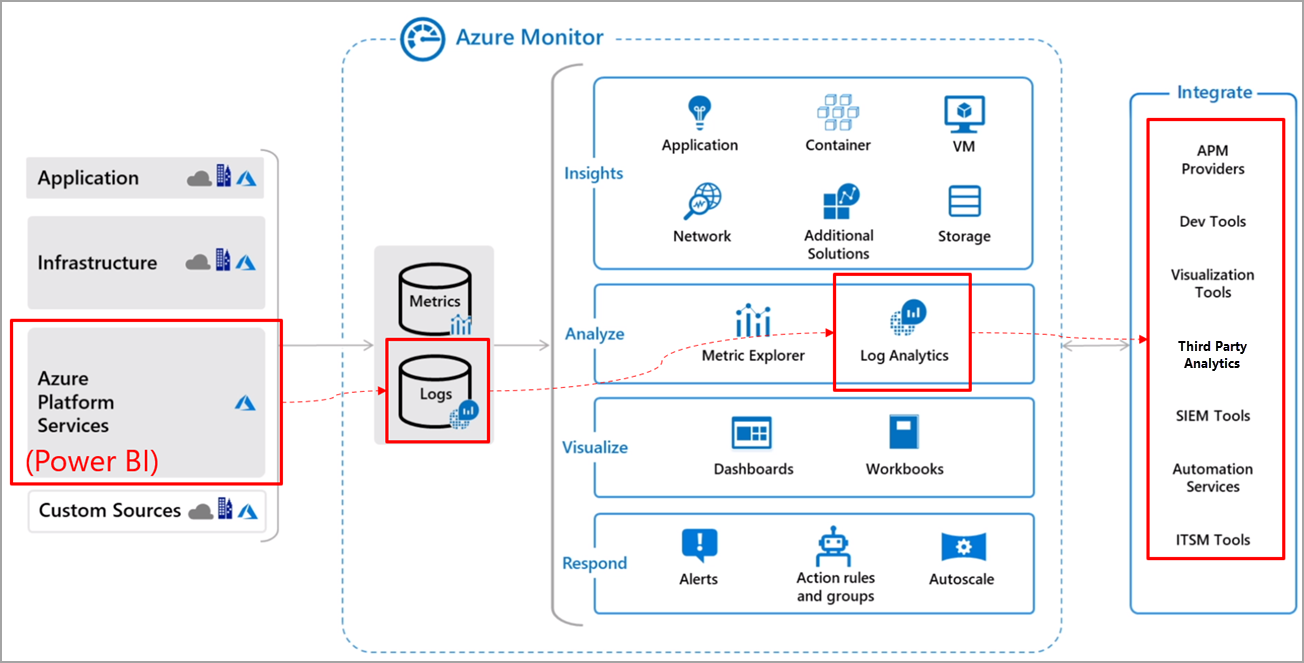 Azure Monitor
Application
Infrastructure
Azure
Platform
Services
(Power BI)
Custom Sources
Metrics
Logs
Insights
Application
Container
VM
Network
Additional
Solutions
Storage
Analyze
Metric Explorer
Log Analytics
Visualize
Dashboards
Workbooks
Respond
Alerts
Action rules
and groups
Autoscale
Integrate
APM
Providers
Dev Tools
Visualization
Tools
Third Party
Analytics
SIEM Tools
Automation
Services
ITSM Tools